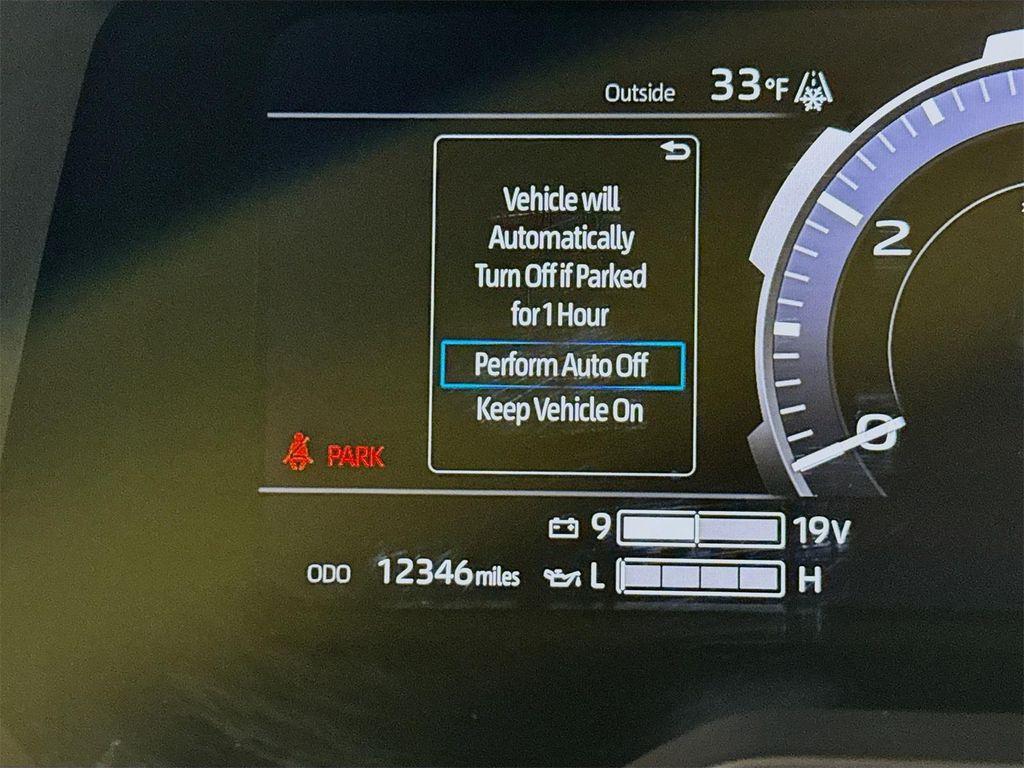 Outside 33°F
Vehicle will
Automatically
Turn Off if Parked
for 1 Hour
Perform Auto Off
Keep Vehicle On
2
0
PARK
9 19V
ODO 12346 miles L H